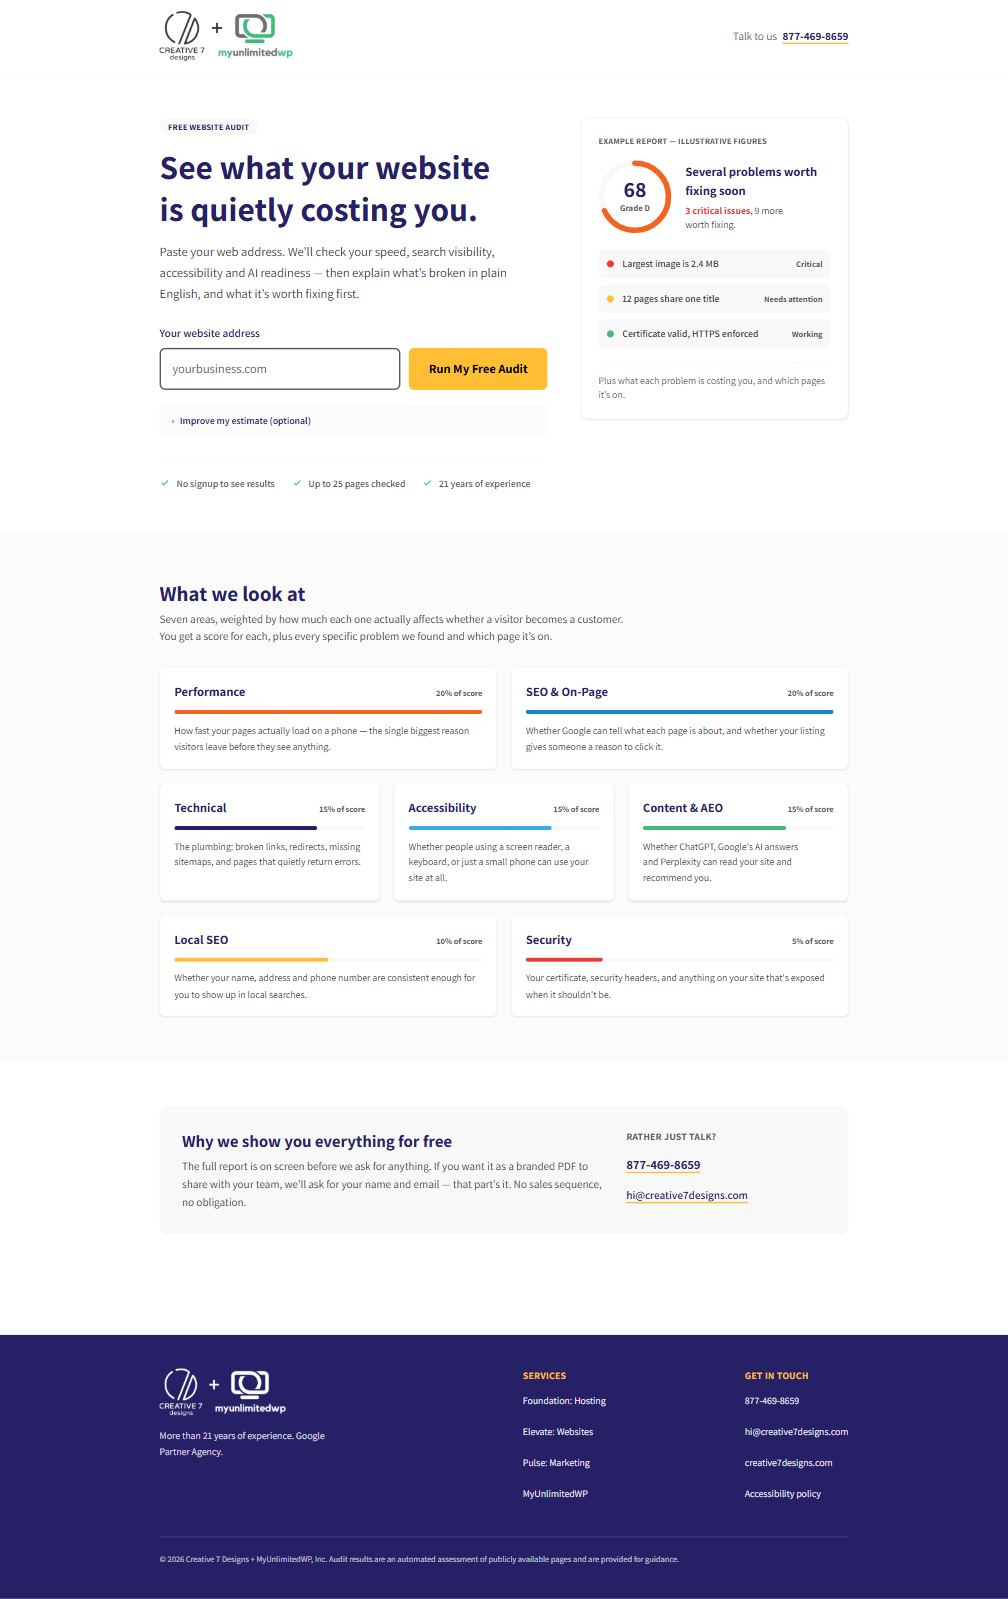 CREATIVE 7
designs
+
myunlimitedwp
Talk to us 877-469-8659
FREE WEBSITE AUDIT
See what your website
is quietly costing you.
Paste your web address. We’ll check your speed, search visibility,
accessibility and AI readiness — then explain what’s broken in plain
English, and what it’s worth fixing first.
Your website address
yourbusiness.com
Run My Free Audit
› Improve my estimate (optional)
✓ No signup to see results
✓ Up to 25 pages checked
✓ 21 years of experience
EXAMPLE REPORT — ILLUSTRATIVE FIGURES
68
Grade D
Several problems worth
fixing soon
3 critical issues, 9 more
worth fixing.
Largest image is 2.4 MB Critical
12 pages share one title Needs attention
Certificate valid, HTTPS enforced Working
Plus what each problem is costing you, and which pages
it’s on.
What we look at
Seven areas, weighted by how much each one actually affects whether a visitor becomes a customer.
You get a score for each, plus every specific problem we found and which page it’s on.
Performance 20% of score
How fast your pages actually load on a phone — the single biggest reason
visitors leave before they see anything.
SEO & On-Page 20% of score
Whether Google can tell what each page is about, and whether your listing
gives someone a reason to click it.
Technical 15% of score
The plumbing: broken links, redirects, missing
sitemaps, and pages that quietly return errors.
Accessibility 15% of score
Whether people using a screen reader, a
keyboard, or just a small phone can use your
site at all.
Content & AEO 15% of score
Whether ChatGPT, Google's AI answers
and Perplexity can read your site and
recommend you.
Local SEO 10% of score
Whether your name, address and phone number are consistent enough for
you to show up in local searches.
Security 5% of score
Your certificate, security headers, and anything on your site that's exposed
when it shouldn't be.
Why we show you everything for free
The full report is on screen before we ask for anything. If you want it as a branded PDF to
share with your team, we’ll ask for your name and email — that part’s it. No sales sequence,
no obligation.
RATHER JUST TALK?
877-469-8659
hi@creative7designs.com
CREATIVE 7
designs
+
myunlimitedwp
More than 21 years of experience. Google
Partner Agency.
SERVICES
Foundation: Hosting
Elevate: Websites
Pulse: Marketing
MyUnlimitedWP
GET IN TOUCH
877-469-8659
hi@creative7designs.com
creative7designs.com
Accessibility policy
© 2026 Creative 7 Designs + MyUnlimitedWP, Inc. Audit results are an automated assessment of publicly available pages and are provided for guidance.